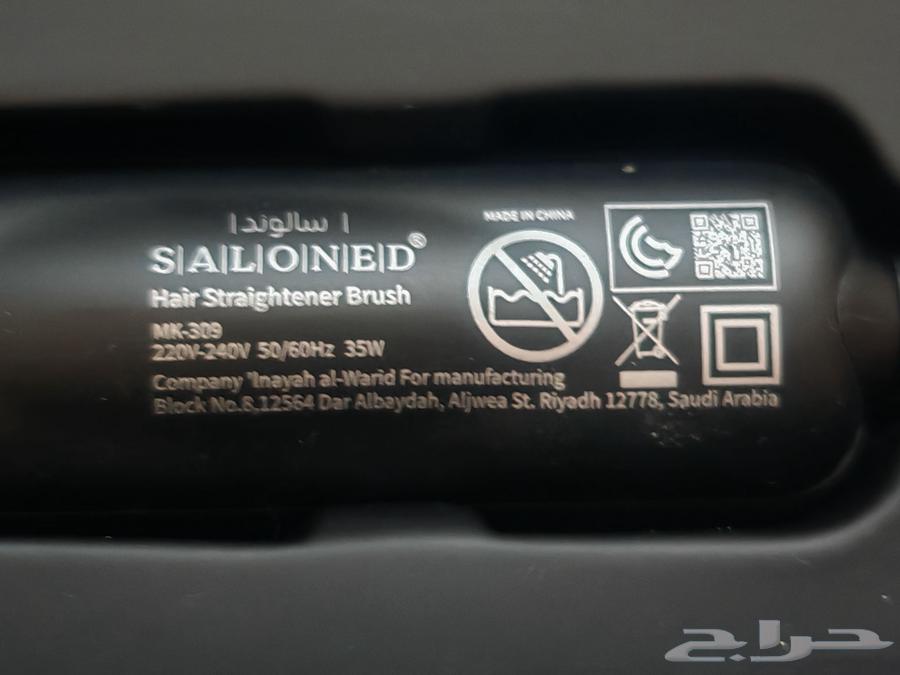 | سالوند |
S|A|L|O|N|E|D®
Hair Straightener Brush
MK-309
220V-240V 50/60Hz 35W
Company 'Inayah al-Warid For manufacturing
Block No.8,12564 Dar Albaydah, Aljwea St. Riyadh 12778, Saudi Arabia
MADE IN CHINA
حراج